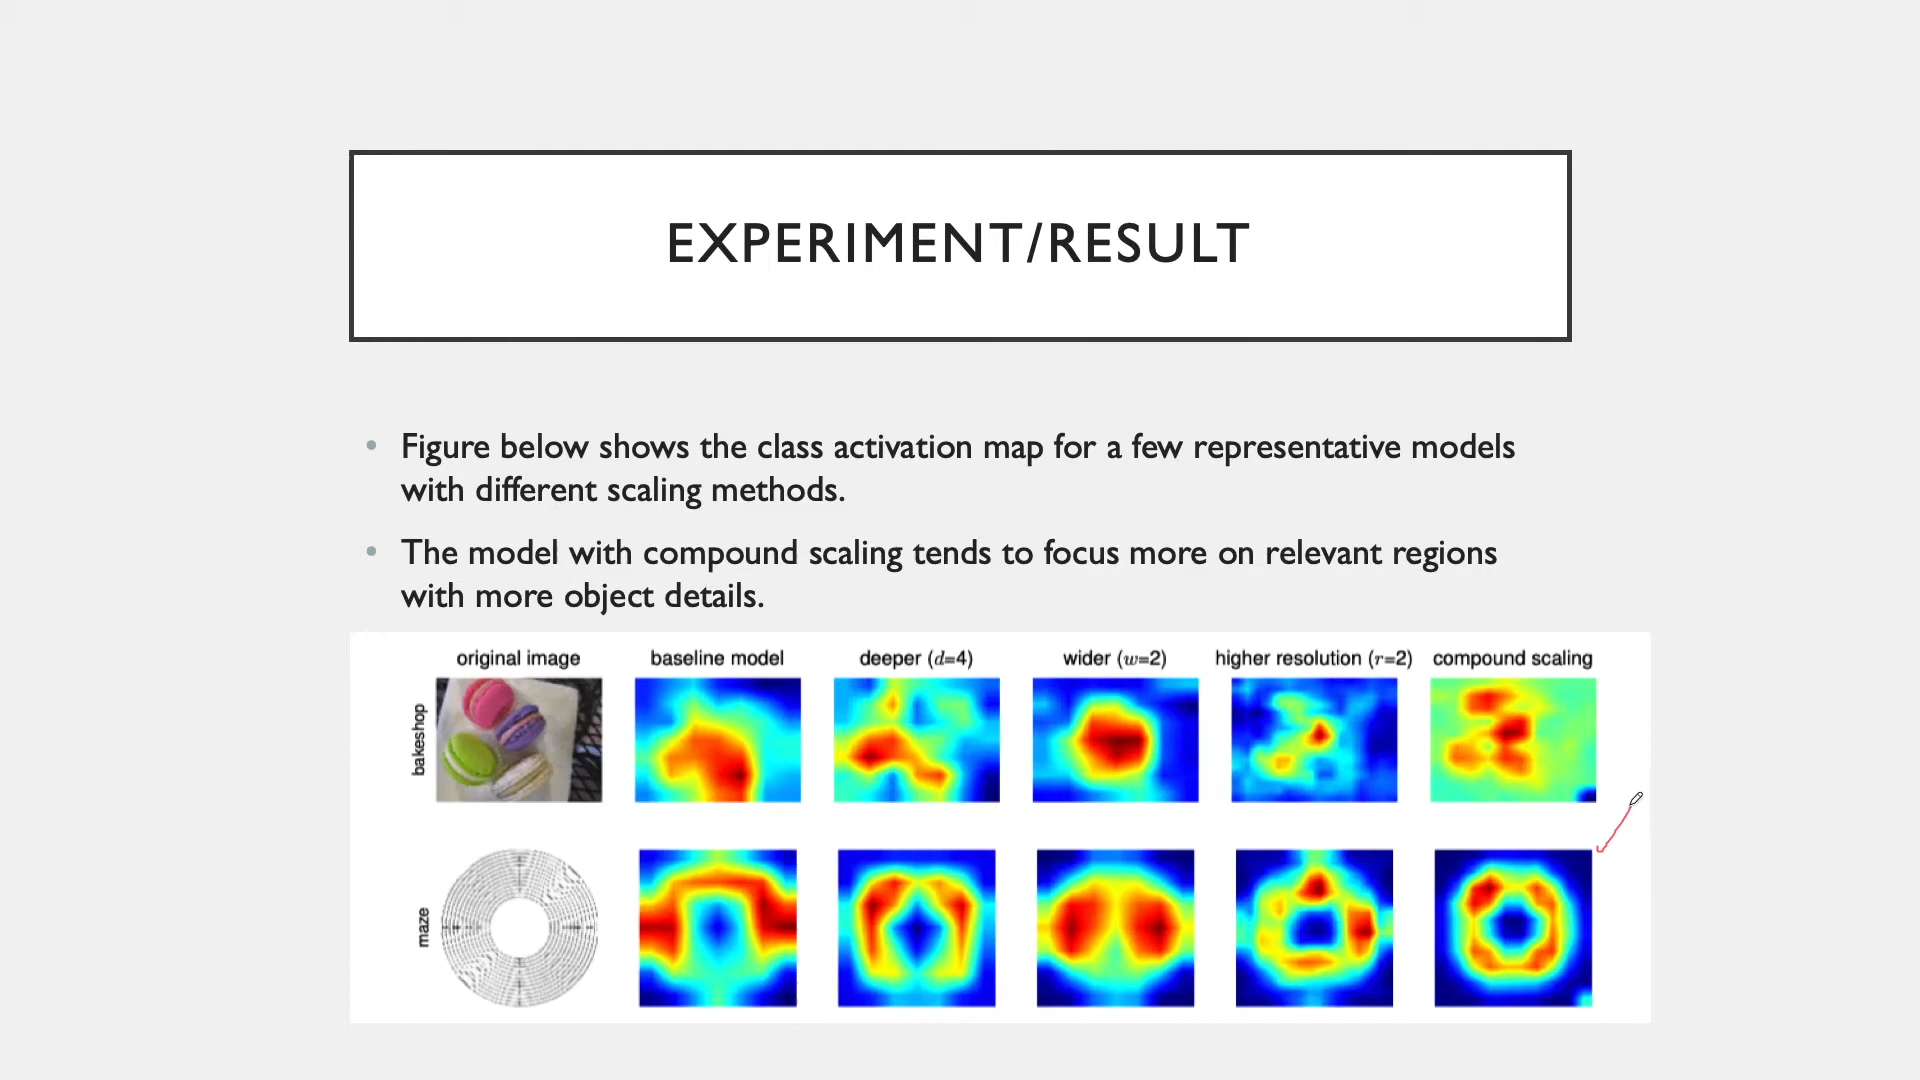 EXPERIMENT/RESULT
• Figure below shows the class activation map for a few representative models
with different scaling methods.
• The model with compound scaling tends to focus more on relevant regions
with more object details.
original image baseline model deeper (d=4) wider (w=2) higher resolution (r=2) compound scaling
bakeshop
maze